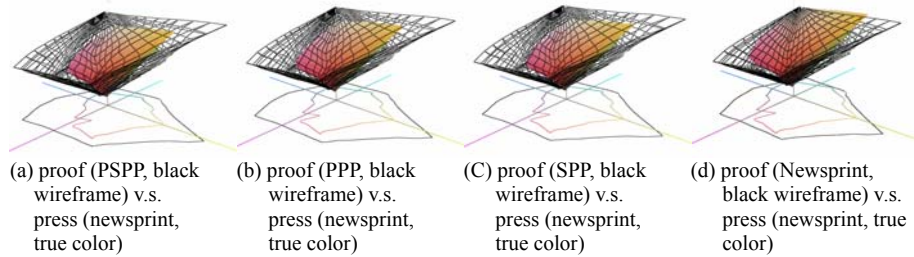 (a) proof (PSPP, black
wireframe) v.s.
press (newsprint,
true color)
(b) proof (PPP, black
wireframe) v.s.
press (newsprint,
true color)
(C) proof (SPP, black
wireframe) v.s.
press (newsprint,
true color)
(d) proof (Newsprint,
black wireframe) v.s.
press (newsprint, true
color)